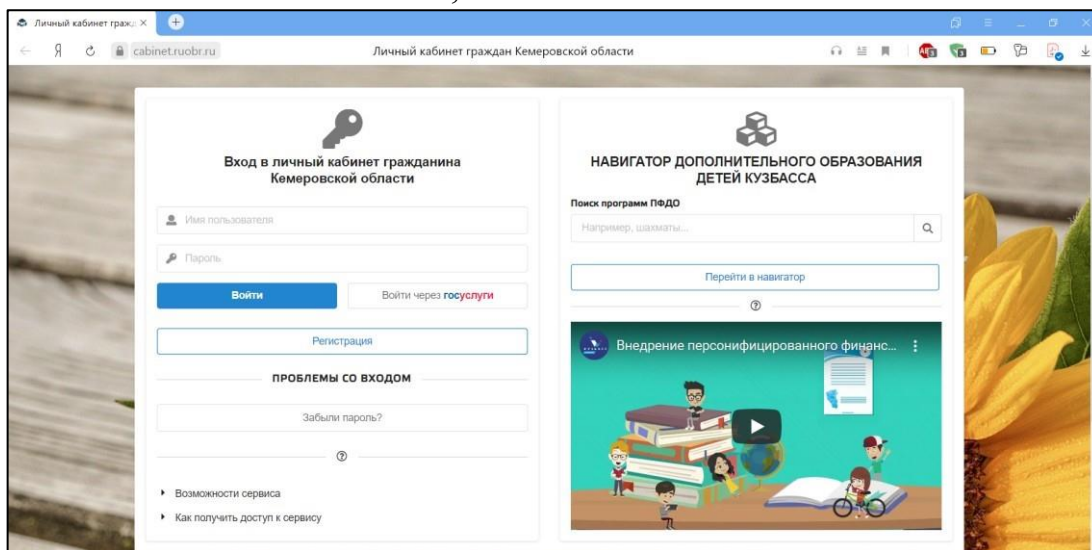 Личный кабинет гражд
cabinet.ruobr.ru
Личный кабинет граждан Кемеровской области
Вход в личный кабинет гражданина
Кемеровской области
Имя пользователя
Пароль
Войти
Войти через госуслуги
Регистрация
ПРОБЛЕМЫ СО ВХОДОМ
Забыли пароль?
Возможности сервиса
Как получить доступ к сервису
НАВИГАТОР ДОПОЛНИТЕЛЬНОГО ОБРАЗОВАНИЯ
ДЕТЕЙ КУЗБАССА
Поиск программ ПФДО
Например, шахматы...
Перейти в навигатор
Внедрение персонифицированного финанс...